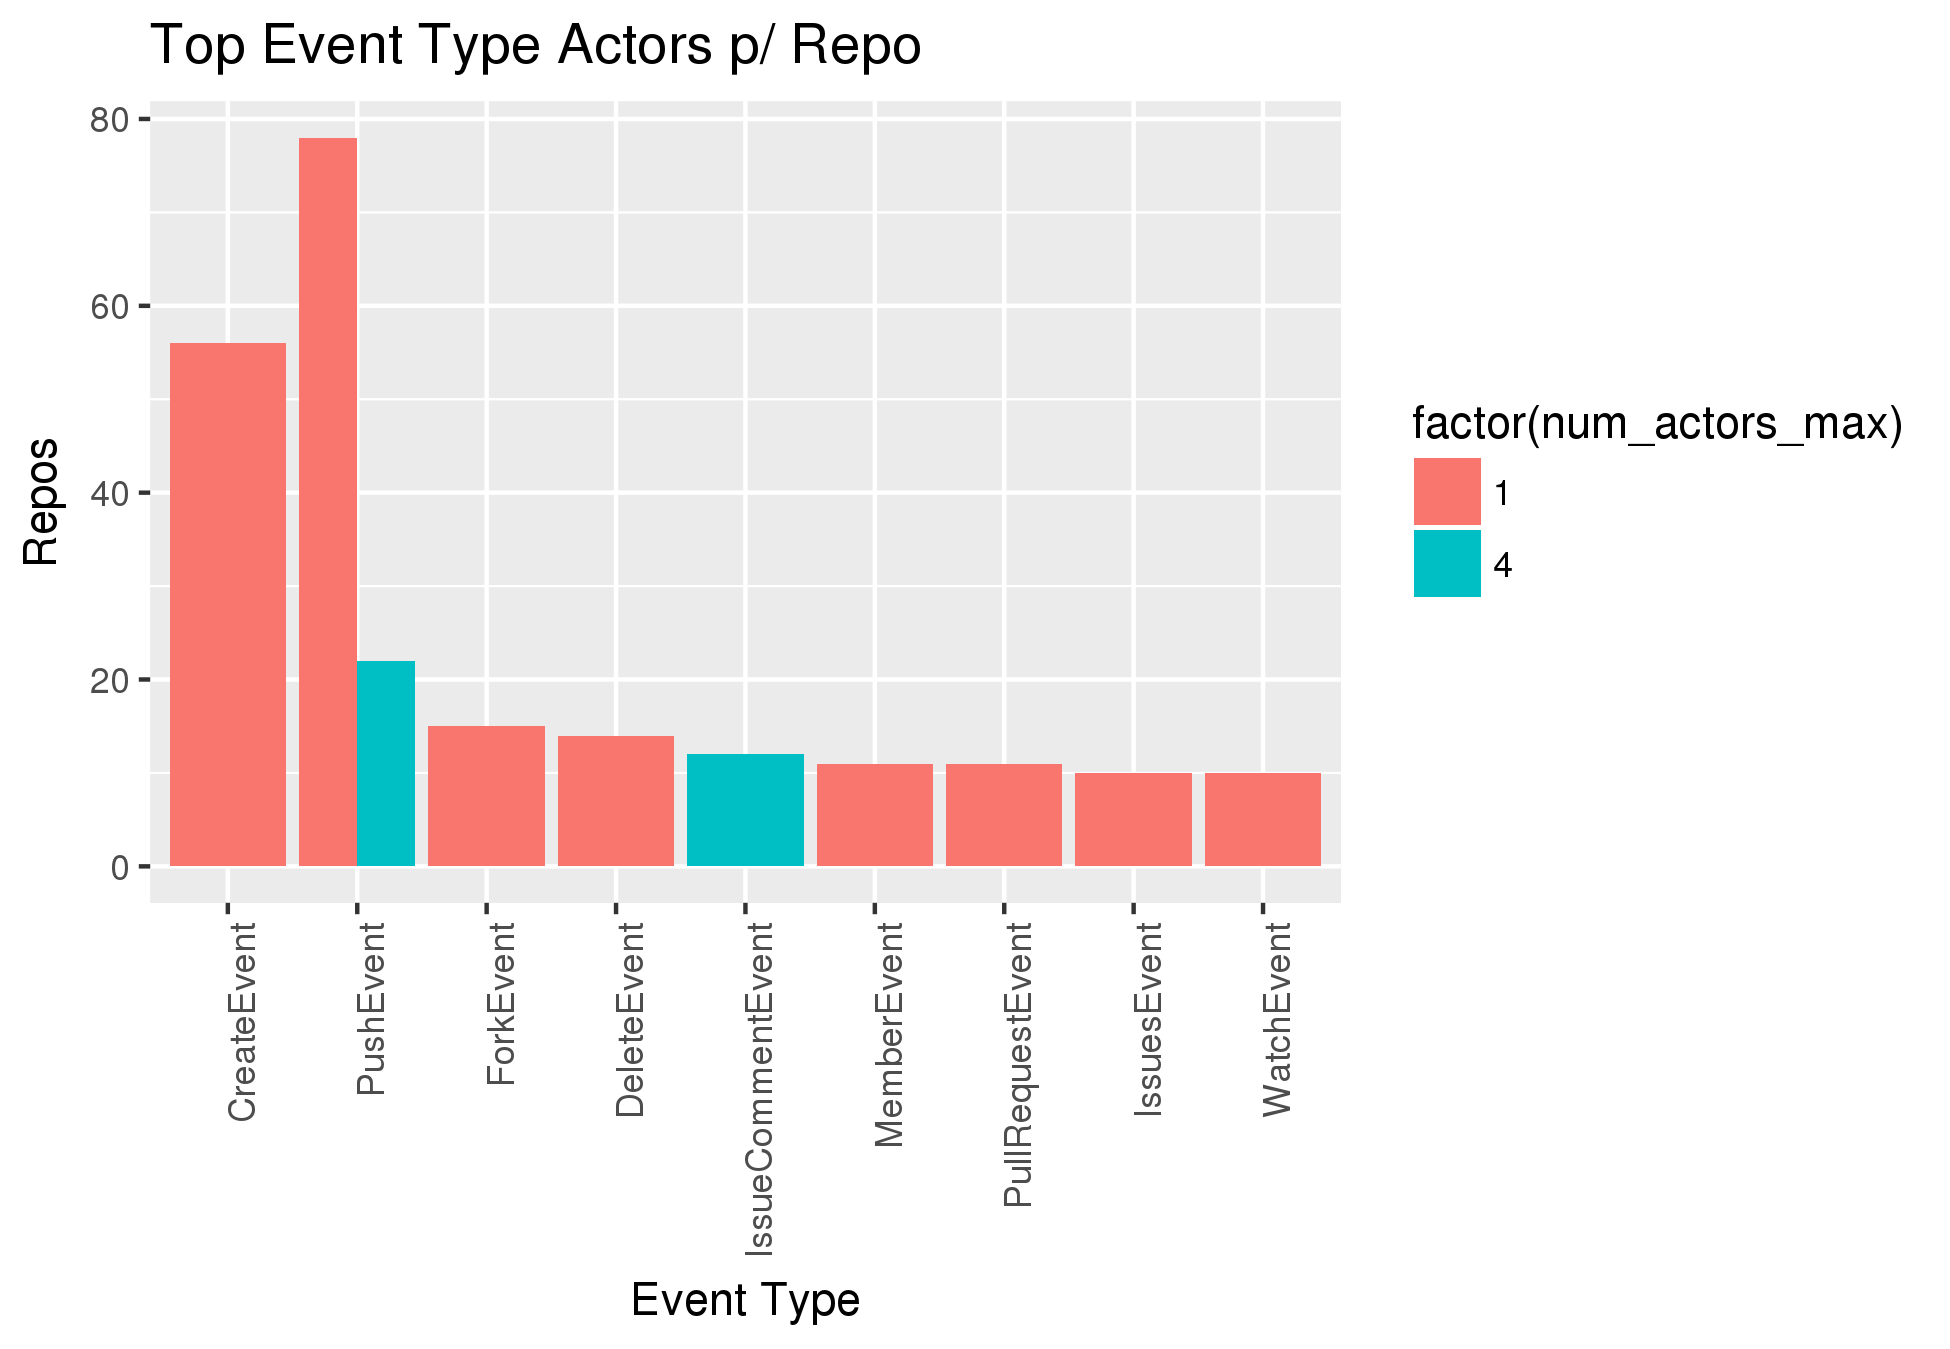 Top Event Type Actors p/ Repo
80
60
40
20
0
Repos
CreateEvent
PushEvent
ForkEvent
DeleteEvent
IssueCommentEvent
MemberEvent
PullRequestEvent
IssuesEvent
WatchEvent
Event Type
factor(num_actors_max)
1
4